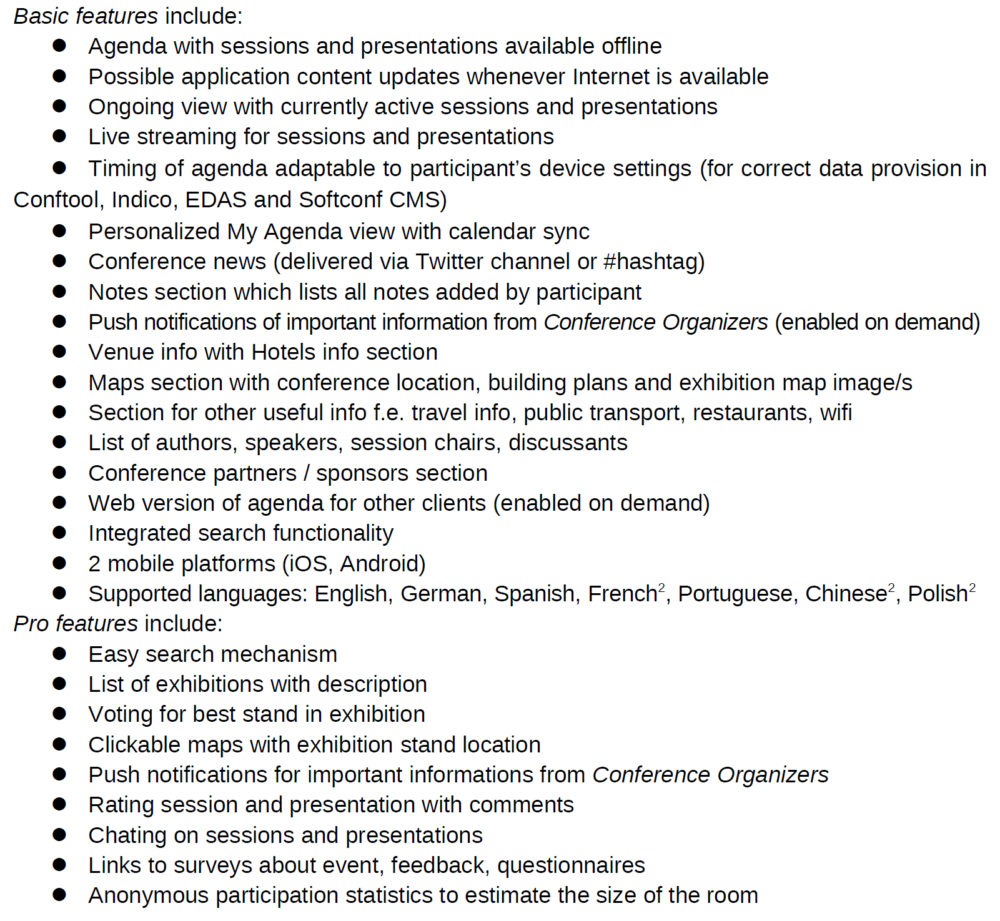 Basic features include:
● Agenda with sessions and presentations available offline
● Possible application content updates whenever Internet is available
● Ongoing view with currently active sessions and presentations
● Live streaming for sessions and presentations
● Timing of agenda adaptable to participant’s device settings (for correct data provision in
Conftool, Indico, EDAS and Softconf CMS)
● Personalized My Agenda view with calendar sync
● Conference news (delivered via Twitter channel or #hashtag)
● Notes section which lists all notes added by participant
● Push notifications of important information from Conference Organizers (enabled on demand)
● Venue info with Hotels info section
● Maps section with conference location, building plans and exhibition map image/s
● Section for other useful info f.e. travel info, public transport, restaurants, wifi
● List of authors, speakers, session chairs, discussants
● Conference partners / sponsors section
● Web version of agenda for other clients (enabled on demand)
● Integrated search functionality
● 2 mobile platforms (iOS, Android)
● Supported languages: English, German, Spanish, French², Portuguese, Chinese², Polish²
Pro features include:
● Easy search mechanism
● List of exhibitions with description
● Voting for best stand in exhibition
● Clickable maps with exhibition stand location
● Push notifications for important informations from Conference Organizers
● Rating session and presentation with comments
● Chating on sessions and presentations
● Links to surveys about event, feedback, questionnaires
● Anonymous participation statistics to estimate the size of the room